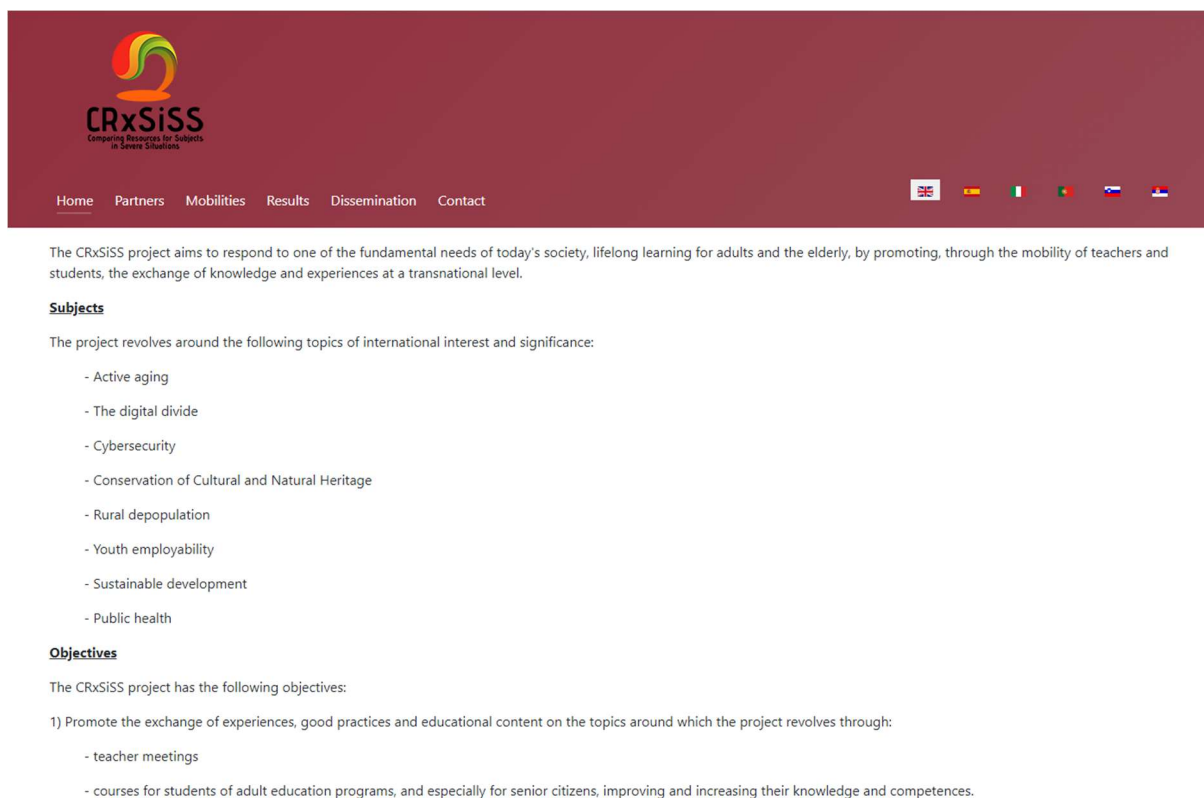 CRxSiSS
Comparing Resources for Subjects
in Severe Situations
Home Partners Mobilities Results Dissemination Contact
The CRxSiSS project aims to respond to one of the fundamental needs of today's society, lifelong learning for adults and the elderly, by promoting, through the mobility of teachers and
students, the exchange of knowledge and experiences at a transnational level.
Subjects
The project revolves around the following topics of international interest and significance:
- Active aging
- The digital divide
- Cybersecurity
- Conservation of Cultural and Natural Heritage
- Rural depopulation
- Youth employability
- Sustainable development
- Public health
Objectives
The CRxSiSS project has the following objectives:
1) Promote the exchange of experiences, good practices and educational content on the topics around which the project revolves through:
- teacher meetings
- courses for students of adult education programs, and especially for senior citizens, improving and increasing their knowledge and competences.